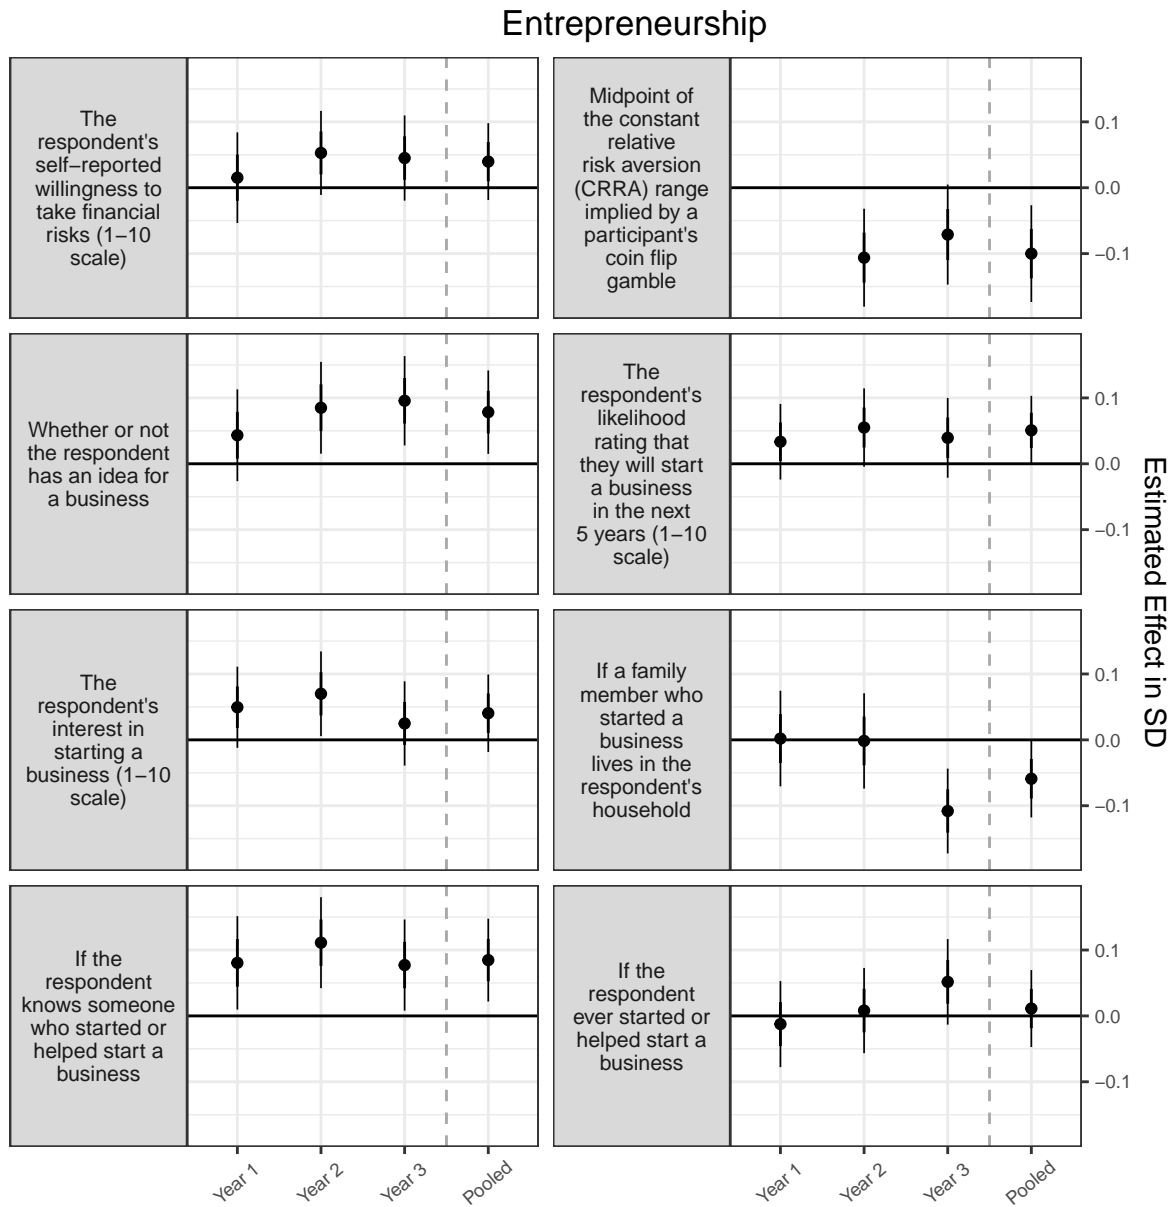 Entrepreneurship
The
respondent's
self−reported
willingness to
take financial
risks (1−10
scale)
Midpoint of
the constant
relative
risk aversion
(CRRA) range
implied by a
participant's
coin flip
gamble
0.1
0.0
−0.1
Whether or not
the respondent
has an idea for
a business
The
respondent's
likelihood
rating that
they will start
a business
in the next
5 years (1−10
scale)
0.1
0.0
−0.1
The
respondent's
interest in
starting a
business (1−10
scale)
If a family
member who
started a
business
lives in the
respondent's
household
0.1
0.0
−0.1
If the
respondent
knows someone
who started or
helped start a
business
If the
respondent
ever started or
helped start a
business
0.1
0.0
−0.1
Estimated Effect in SD
Year 1
Year 2
Year 3
Pooled
Year 1
Year 2
Year 3
Pooled